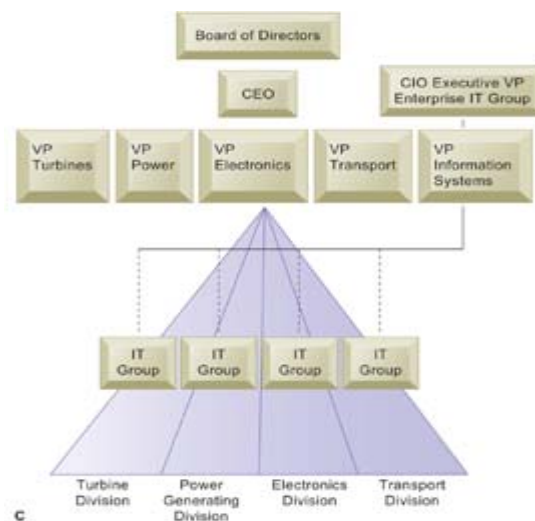 Board of Directors
CEO
CIO Executive VP
Enterprise IT Group
VP
Turbines
VP
Power
VP
Electronics
VP
Transport
VP
Information
Systems
IT
Group
IT
Group
IT
Group
IT
Group
Turbine
Division
Power
Generating
Division
Electronics
Division
Transport
Division
C